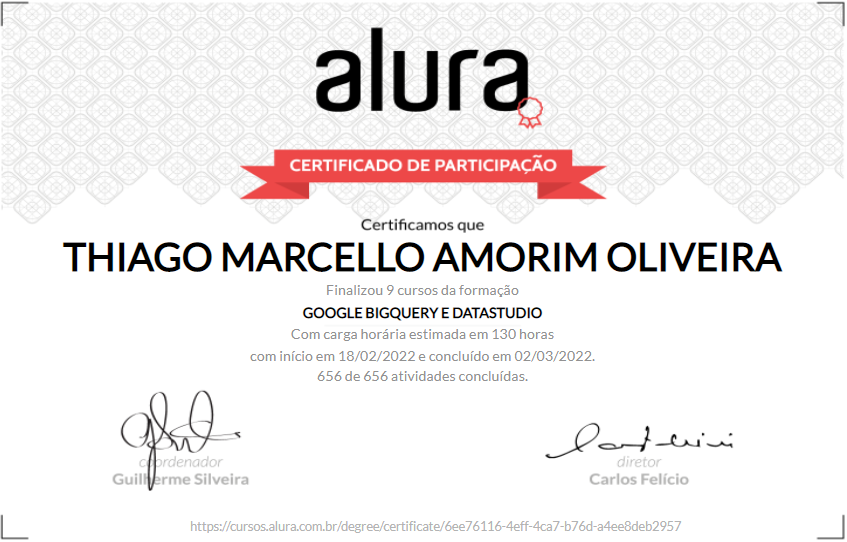 alura
CERTIFICADO DE PARTICIPAÇÃO
Certificamos que
THIAGO MARCELLO AMORIM OLIVEIRA
Finalizou 9 cursos da formação
GOOGLE BIGQUERY E DATASTUDIO
Com carga horária estimada em 130 horas
com início em 18/02/2022 e concluído em 02/03/2022.
656 de 656 atividades concluídas.
coordenador
Guilherme Silveira
diretor
Carlos Felício
https://cursos.alura.com.br/degree/certificate/6ee76116-4eff-4ca7-b76d-a4ee8deb2957